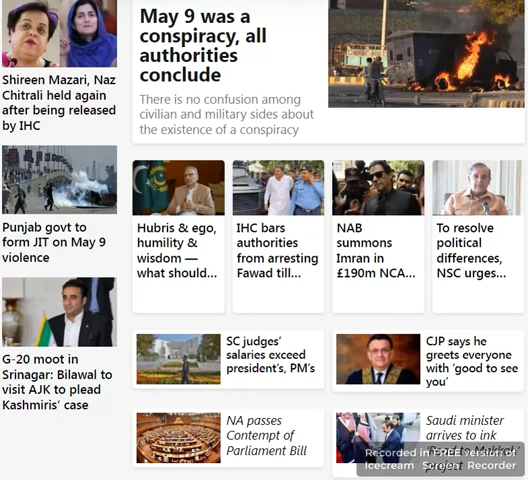 Shireen Mazari, Naz
Chitrali held again
after being released
by IHC
Punjab govt to
form JIT on May 9
violence
G-20 moot in
Srinagar: Bilawal to
visit AJK to plead
Kashmiris' case
May 9 was a
conspiracy, all
authorities
conclude
There is no confusion among
civilian and military sides about
the existence of a conspiracy
Hubris & ego,
humility &
wisdom —
what should...
IHC bars
authorities
from arresting
Fawad till...
NAB
summons
Imran in
£190m NCA...
To resolve
political
differences,
NSC urges...
SC judges'
salaries exceed
president's, PM's
CJP says he
greets everyone
with 'good to see
you'
NA passes
Contempt of
Parliament Bill
Saudi minister
arrives to ink
Recorded in FREE version of
Icecream Screen Recorder